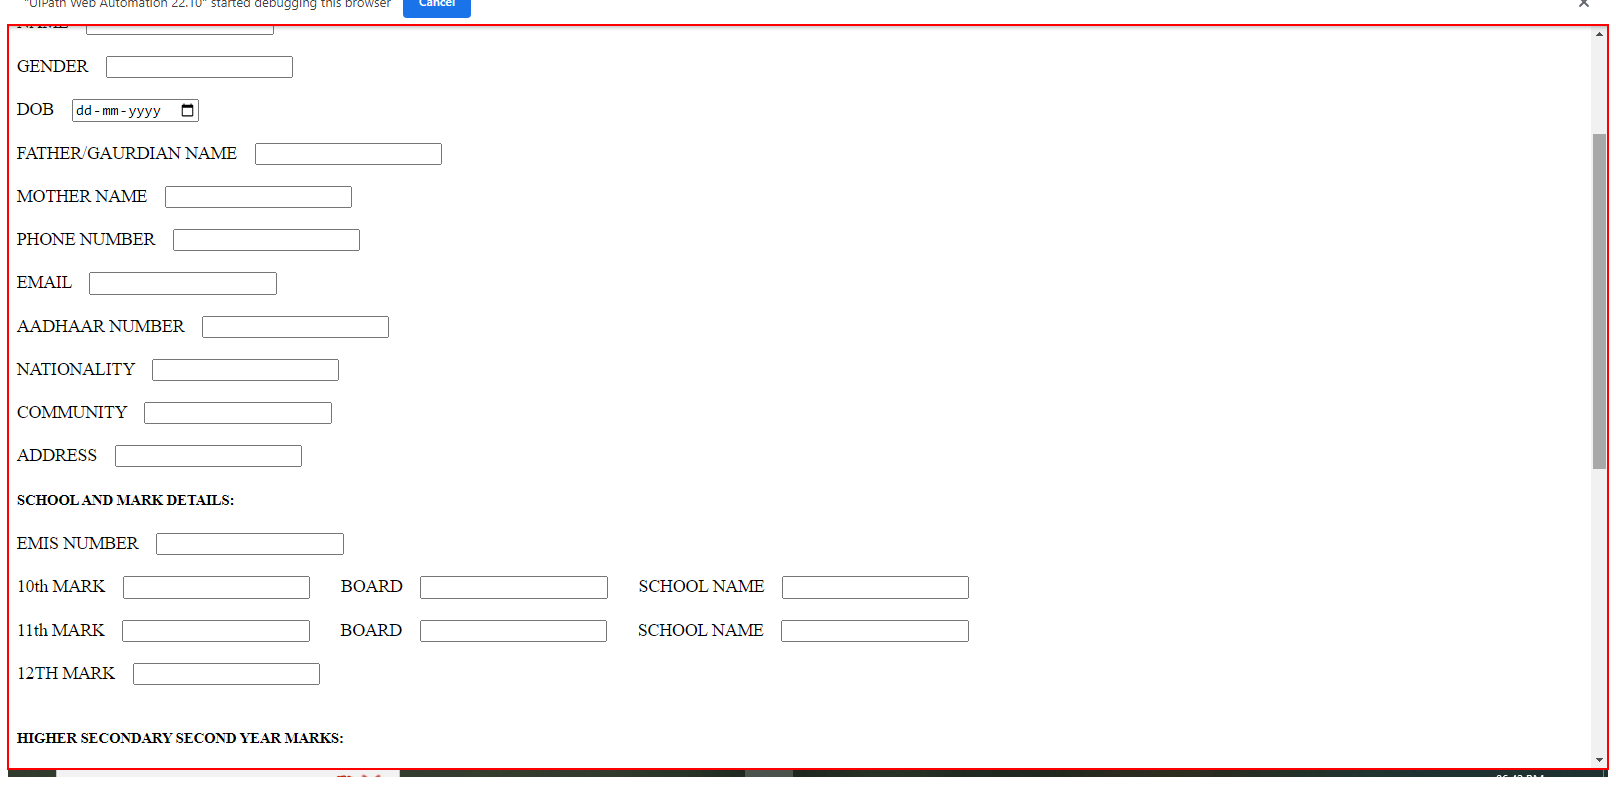 "UiPath Web Automation 22.10" started debugging this browser Cancel
NAME
GENDER
DOB dd-mm-yyyy
FATHER/GAURDIAN NAME
MOTHER NAME
PHONE NUMBER
EMAIL
AADHAAR NUMBER
NATIONALITY
COMMUNITY
ADDRESS
SCHOOL AND MARK DETAILS:
EMIS NUMBER
10th MARK BOARD SCHOOL NAME
11th MARK BOARD SCHOOL NAME
12TH MARK
HIGHER SECONDARY SECOND YEAR MARKS: